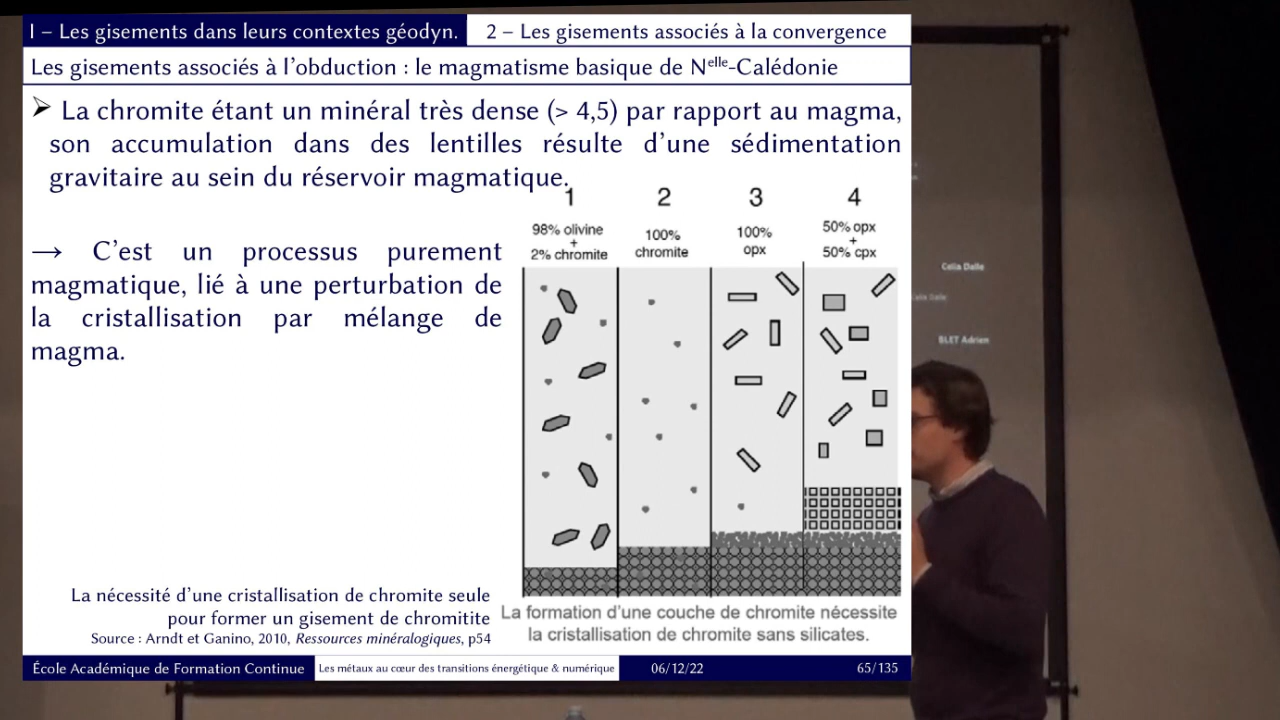 I – Les gisements dans leurs contextes géodyn.
2 – Les gisements associés à la convergence
Les gisements associés à l’obduction : le magmatisme basique de Nelle-Calédonie
➢ La chromite étant un minéral très dense (> 4,5) par rapport au magma,
son accumulation dans des lentilles résulte d’une sédimentation
gravitaire au sein du réservoir magmatique.
→ C’est un processus purement
magmatique, lié à une perturbation de
la cristallisation par mélange de
magma.
1
98% olivine
+
2% chromite
2
100%
chromite
3
100%
opx
4
50% opx
+
50% cpx
La nécessité d’une cristallisation de chromite seule
pour former un gisement de chromitite
Source : Arndt et Ganino, 2010, Ressources minéralogiques, p54
La formation d’une couche de chromite nécessite
la cristallisation de chromite sans silicates.
École Académique de Formation Continue
Les métaux au cœur des transitions énergétique & numérique
06/12/22
65/135
Celia Dalle
Celia Dalle
BLET Adrien